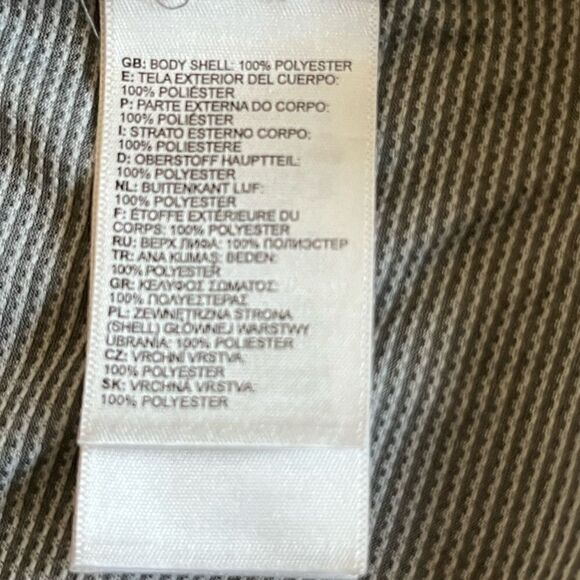 GB: BODY SHELL: 100% POLYESTER
E: TELA EXTERIOR DEL CUERPO:
100% POLIÉSTER
P: PARTE EXTERNA DO CORPO:
100% POLIÉSTER
I: STRATO ESTERNO CORPO:
100% POLIESTERE
D: OBERSTOFF HAUPTTEIL:
100% POLYESTER
NL: BUITENKANT LIJF:
100% POLYESTER
F: ÉTOFFE EXTÉRIEURE DU
CORPS: 100% POLYESTER
RU: ВЕРХ ЛИФА: 100% ПОЛИЭСТЕР
TR: ANA KUMAŞ: BEDEN:
100% POLYESTER
GR: ΚΕΛΥΦΟΣ ΣΩΜΑΤΟΣ:
100% ΠΟΛΥΕΣΤΕΡΑΣ
PL: ZEWNĘTRZNA STRONA
(SHELL) GŁÓWNEJ WARSTWY
UBRANIA: 100% POLIESTER
CZ: VRCHNÍ VRSTVA:
100% POLYESTER
SK: VRCHNÁ VRSTVA:
100% POLYESTER